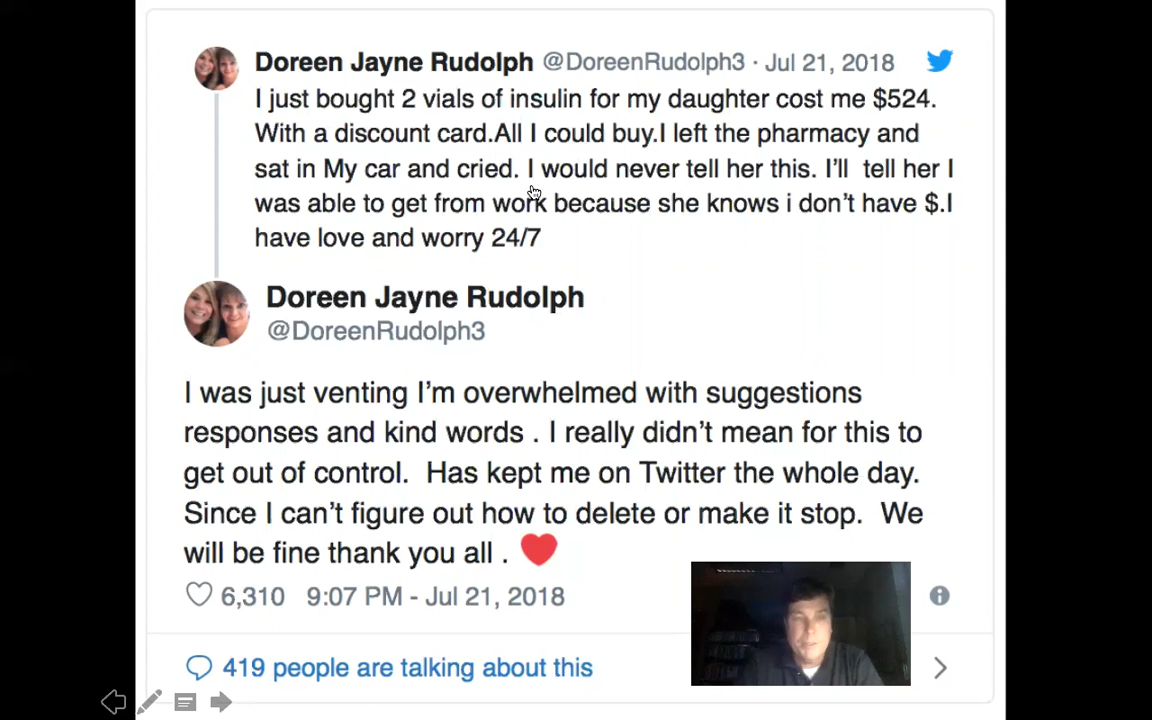 Doreen Jayne Rudolph @DoreenRudolph3 · Jul 21, 2018
I just bought 2 vials of insulin for my daughter cost me $524.
With a discount card.All I could buy.I left the pharmacy and
sat in My car and cried. I would never tell her this. I’ll  tell her I
was able to get from work because she knows i don’t have $.I
have love and worry 24/7
Doreen Jayne Rudolph
@DoreenRudolph3
I was just venting I’m overwhelmed with suggestions
responses and kind words . I really didn’t mean for this to
get out of control.  Has kept me on Twitter the whole day.
Since I can’t figure out how to delete or make it stop.  We
will be fine thank you all . ❤️
6,310 9:07 PM - Jul 21, 2018
419 people are talking about this